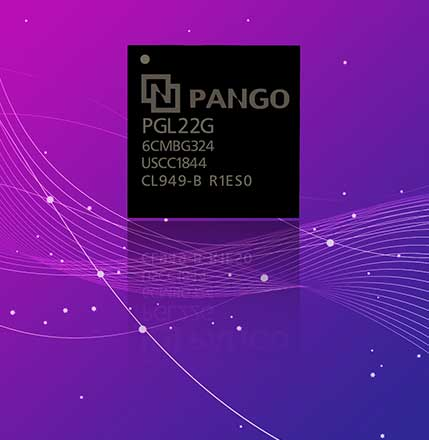 PANGO
PGL22G
6CMBG324
USCC1844
CL949-B R1ES0